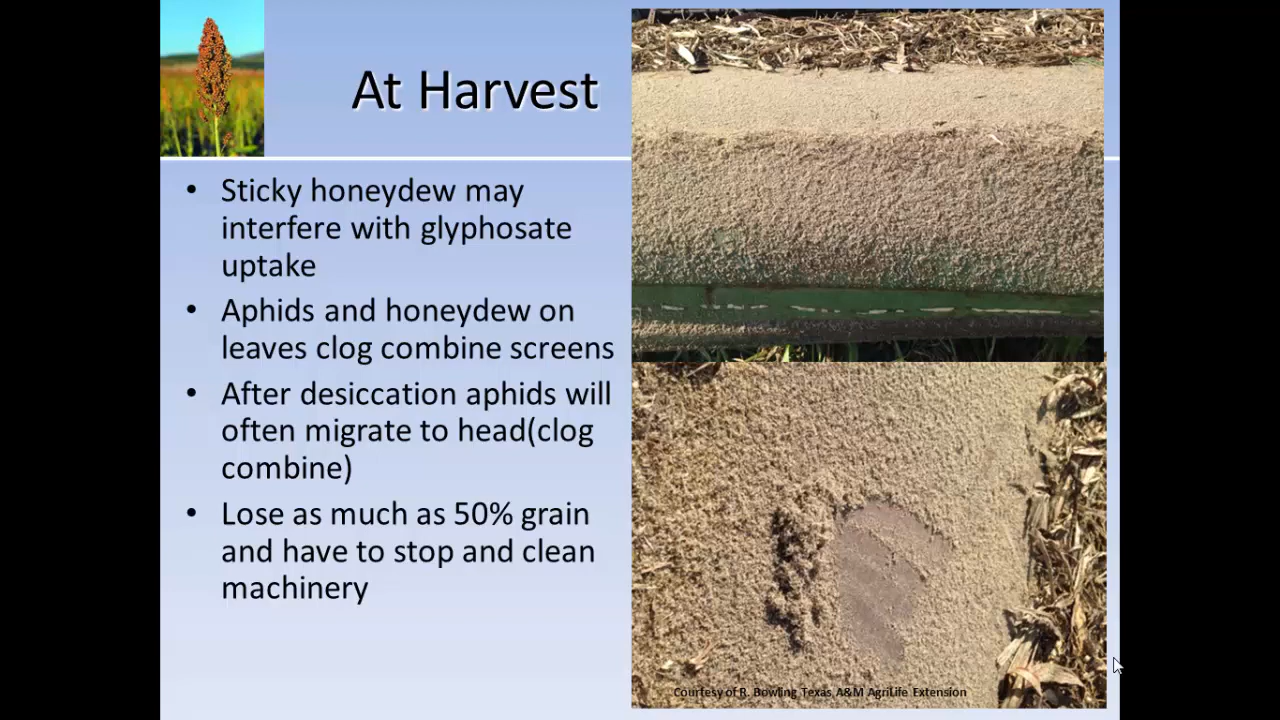 At Harvest
• Sticky honeydew may
interfere with glyphosate
uptake
• Aphids and honeydew on
leaves clog combine screens
• After desiccation aphids will
often migrate to head(clog
combine)
• Lose as much as 50% grain
and have to stop and clean
machinery
Courtesy of R. Bowling Texas A&M AgriLife Extension